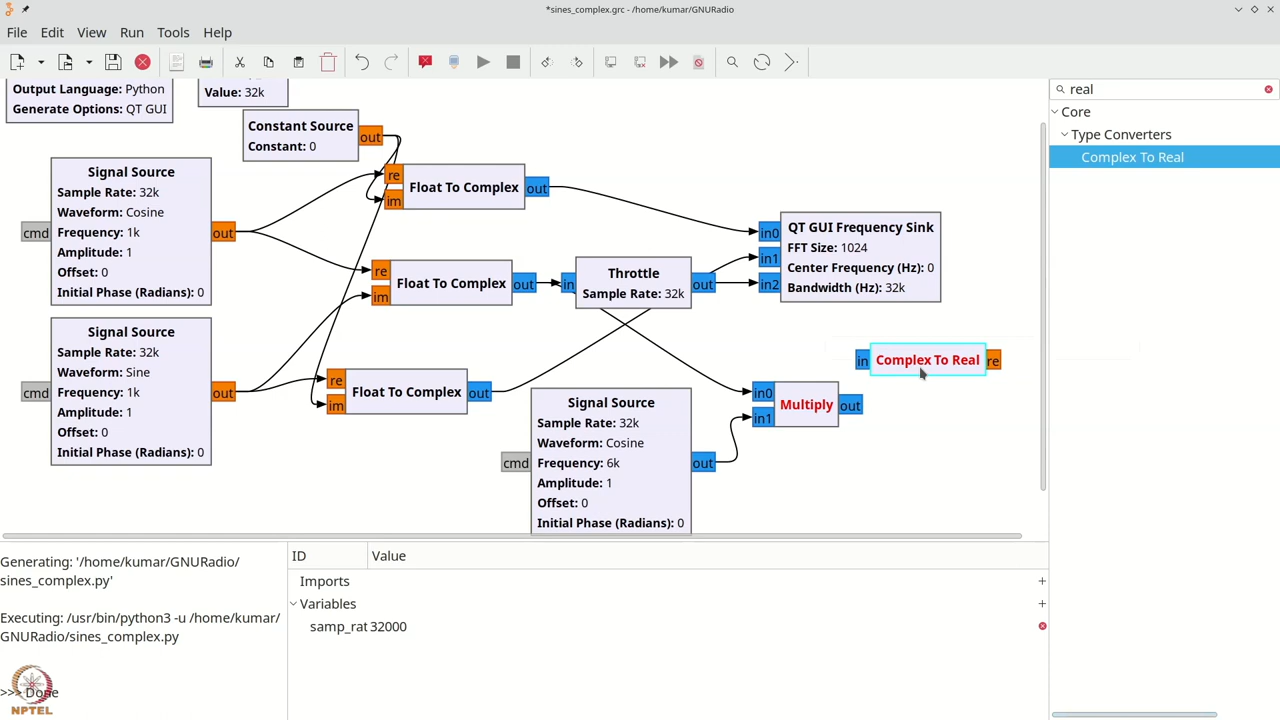 *sines_complex.grc - /home/kumar/GNURadio
File Edit View Run Tools Help
Output Language: Python
Generate Options: QT GUI
Value: 32k
Constant Source
Constant: 0
out
Signal Source
Sample Rate: 32k
Waveform: Cosine
Frequency: 1k
Amplitude: 1
Offset: 0
Initial Phase (Radians): 0
cmd
out
re
im
Float To Complex
out
re
im
Float To Complex
out
in
Throttle
Sample Rate: 32k
out
in0
in1
in2
QT GUI Frequency Sink
FFT Size: 1024
Center Frequency (Hz): 0
Bandwidth (Hz): 32k
Signal Source
Sample Rate: 32k
Waveform: Sine
Frequency: 1k
Amplitude: 1
Offset: 0
Initial Phase (Radians): 0
cmd
out
re
im
Float To Complex
out
Signal Source
Sample Rate: 32k
Waveform: Cosine
Frequency: 6k
Amplitude: 1
Offset: 0
Initial Phase (Radians): 0
cmd
out
in0
in1
Multiply
out
in
Complex To Real
re
real
Core
Type Converters
Complex To Real
Generating: '/home/kumar/GNURadio/
sines_complex.py'
Executing: /usr/bin/python3 -u /home/kumar/
GNURadio/sines_complex.py
>>> Done
NPTEL
ID Value
Imports
Variables
samp_rat 32000